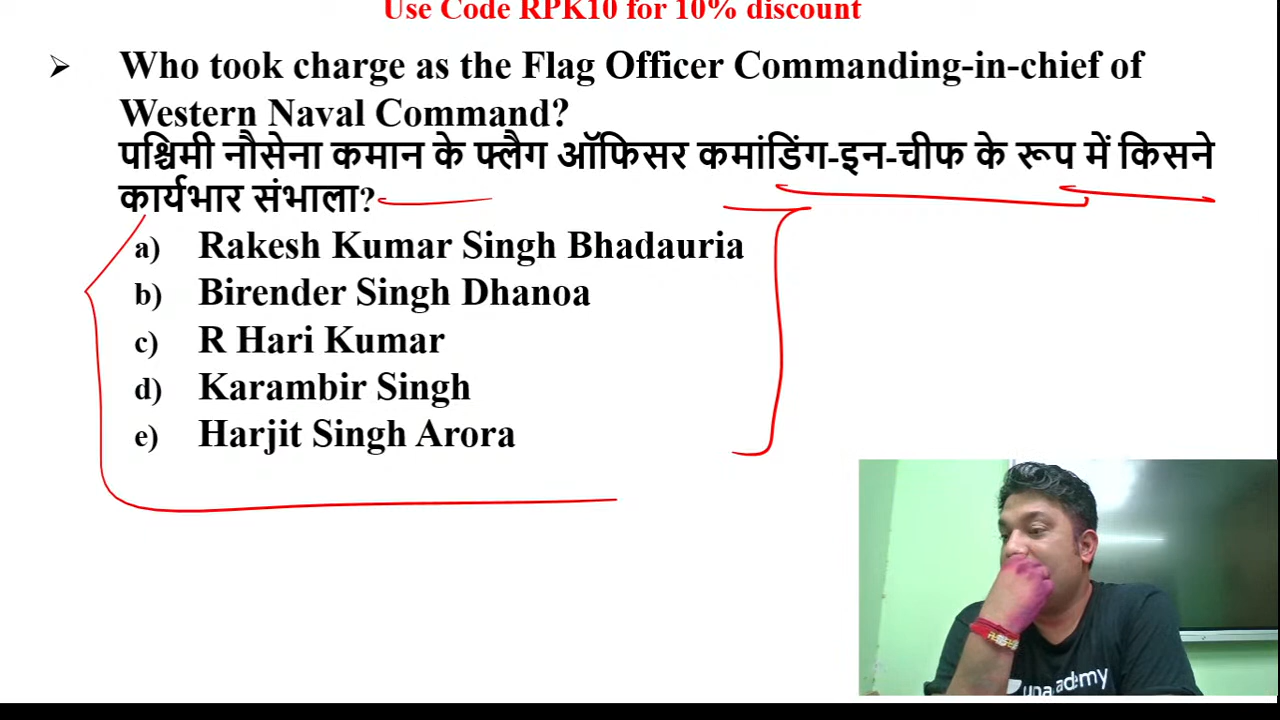 Use Code RPK10 for 10% discount
➢ Who took charge as the Flag Officer Commanding-in-chief of
Western Naval Command?
पश्चिमी नौसेना कमान के फ्लैग ऑफिसर कमांडिंग-इन-चीफ के रूप में किसने
कार्यभार संभाला?
a) Rakesh Kumar Singh Bhadauria
b) Birender Singh Dhanoa
c) R Hari Kumar
d) Karambir Singh
e) Harjit Singh Arora
unacademy